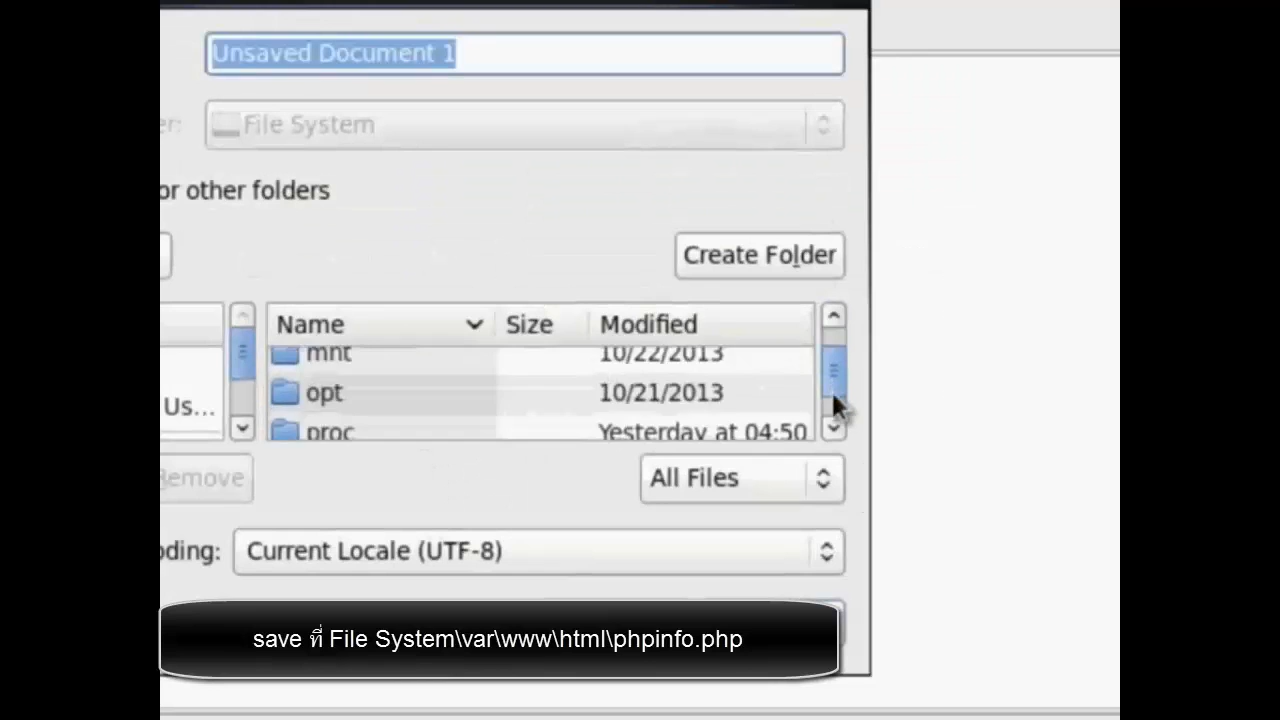 Unsaved Document 1
er: File System
or other folders
Create Folder
Name Size Modified
mnt 10/22/2013
opt 10/21/2013
Us...
proc Yesterday at 04:50
Remove All Files
oding: Current Locale (UTF-8)
save ที่ File System\var\www\html\phpinfo.php